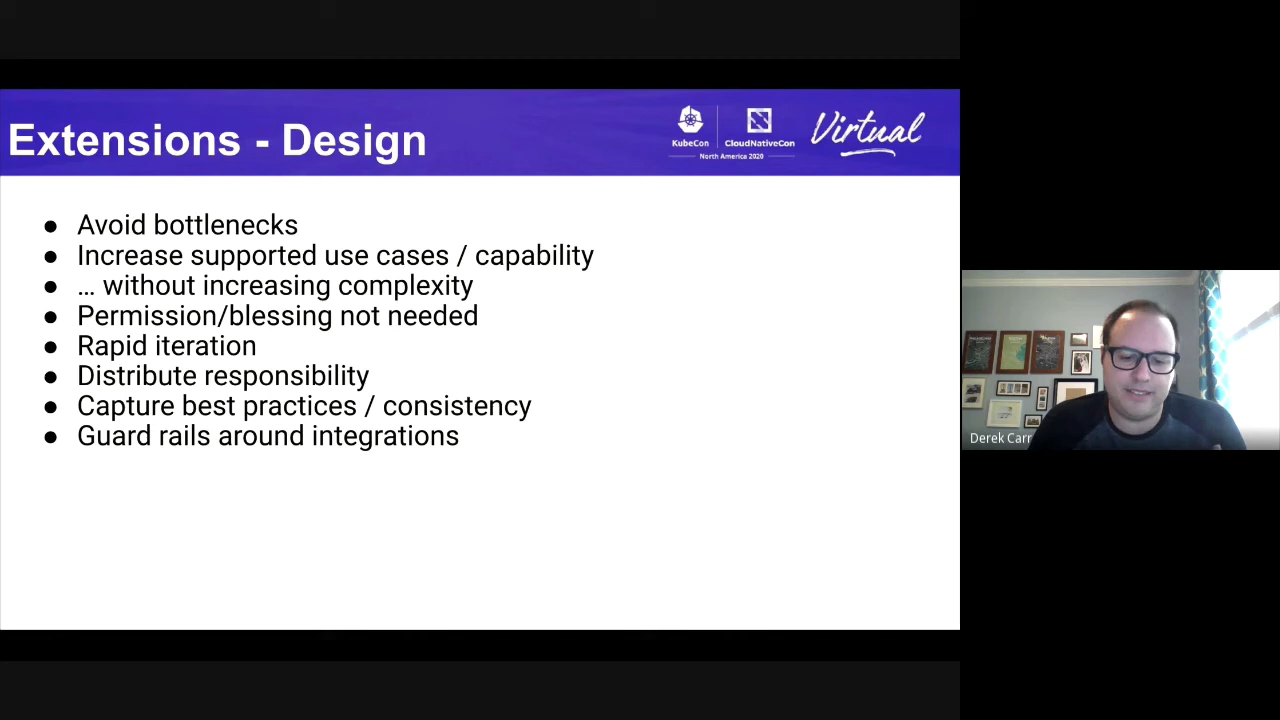 Extensions - Design
KubeCon
CloudNativeCon
North America 2020
Virtual
● Avoid bottlenecks
● Increase supported use cases / capability
● … without increasing complexity
● Permission/blessing not needed
● Rapid iteration
● Distribute responsibility
● Capture best practices / consistency
● Guard rails around integrations
Derek Carr